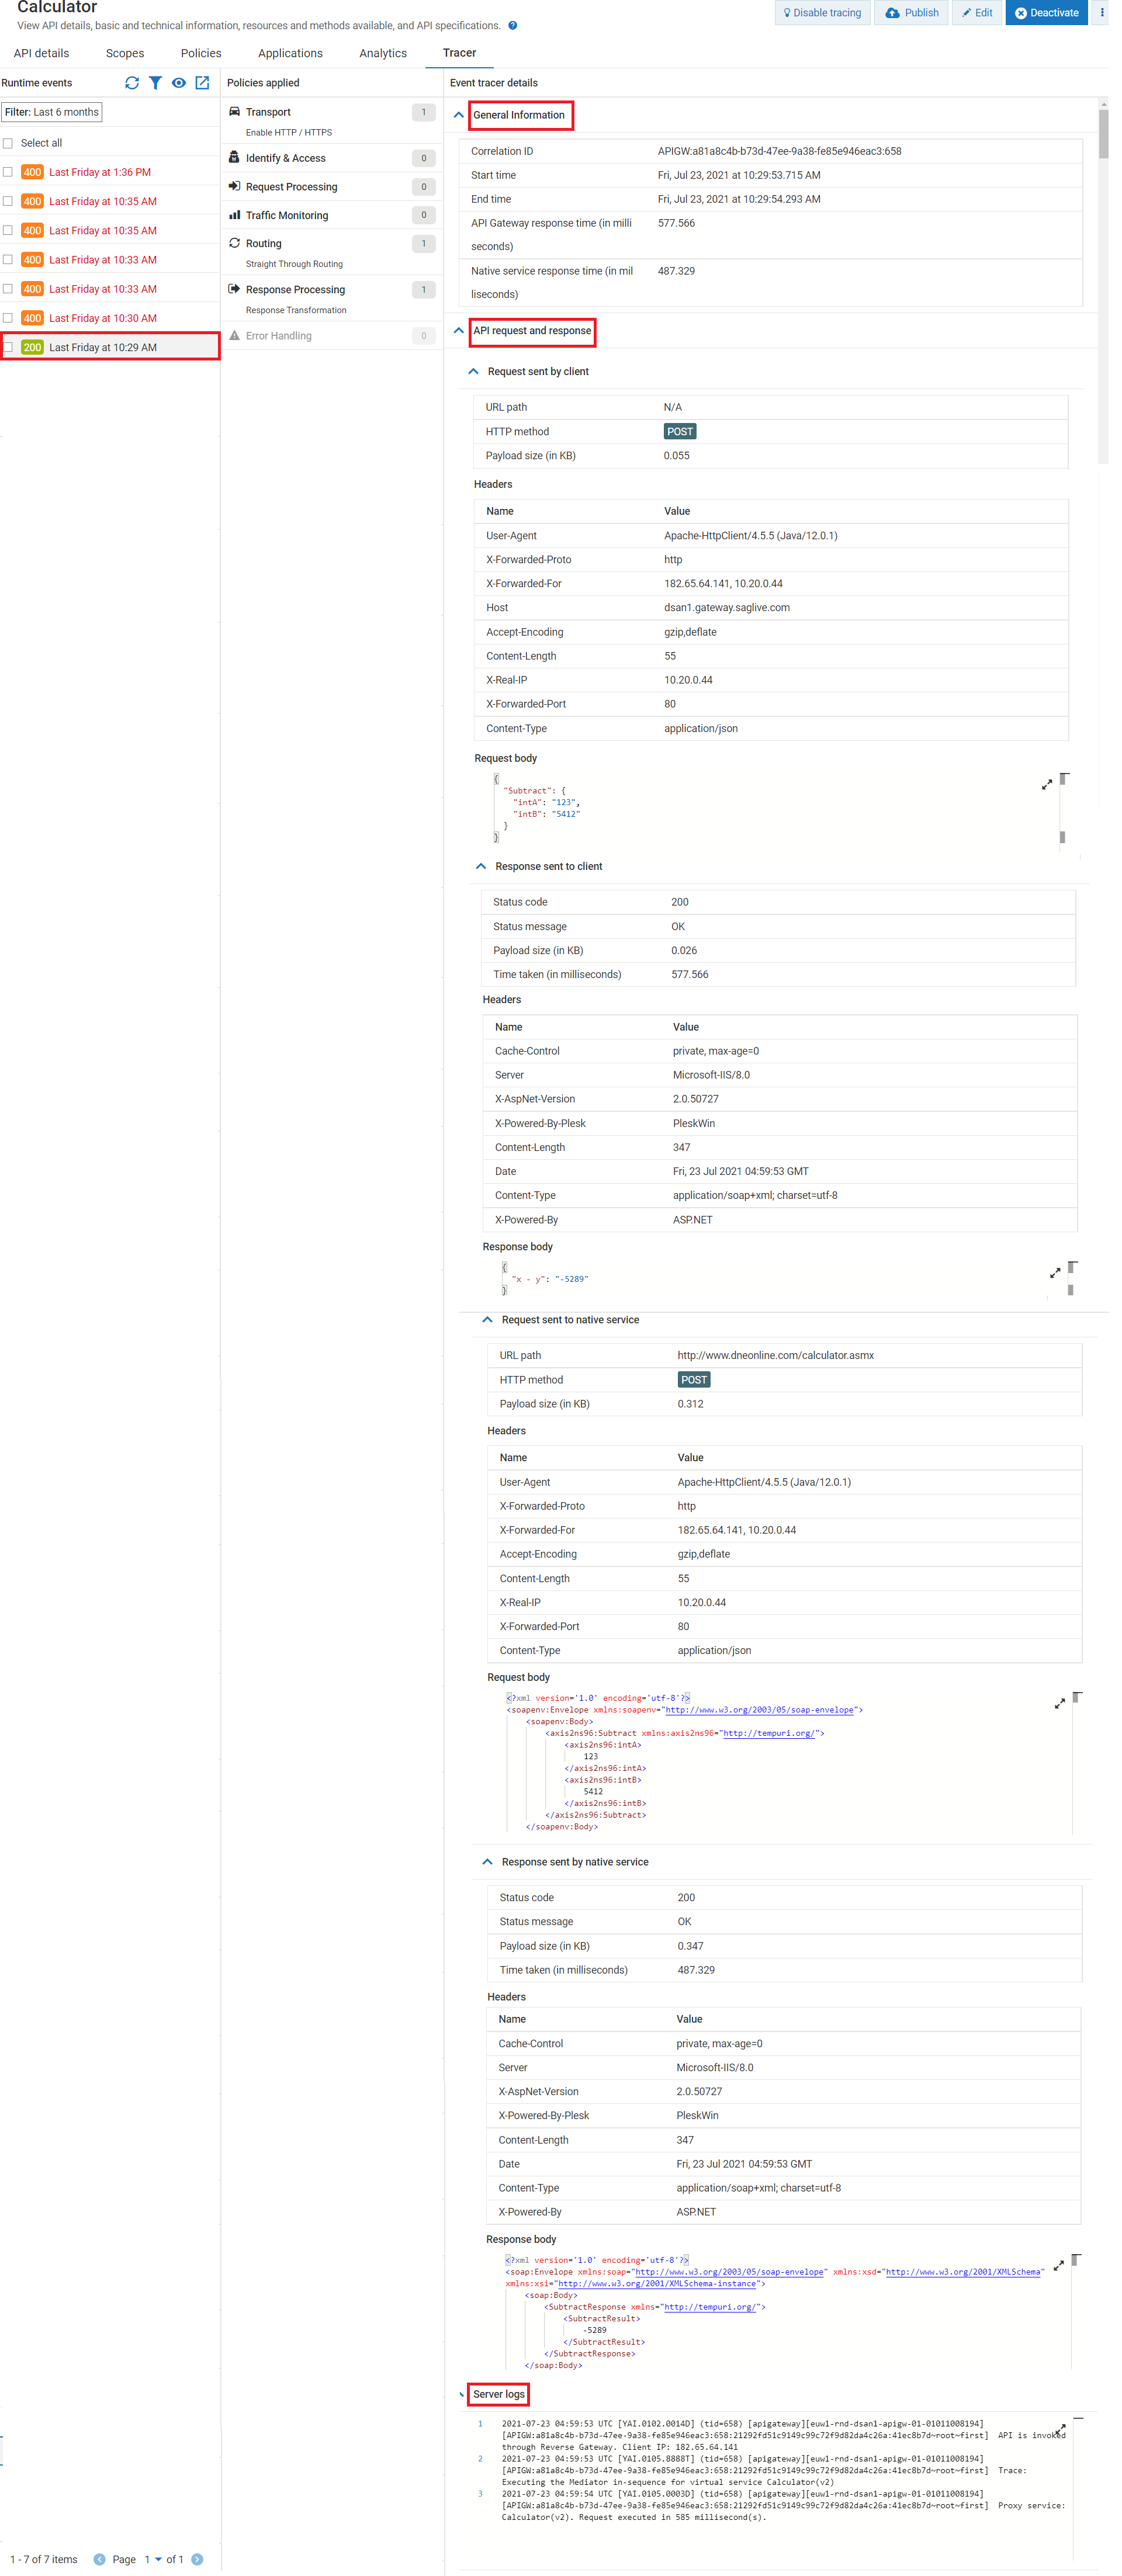 Calculator
View API details, basic and technical information, resources and methods available, and API specifications.
Disable tracing
Publish
Edit
Deactivate
API details
Scopes
Policies
Applications
Analytics
Tracer
Runtime events
Filter: Last 6 months
Select all
400 Last Friday at 1:36 PM
400 Last Friday at 10:35 AM
400 Last Friday at 10:35 AM
400 Last Friday at 10:33 AM
400 Last Friday at 10:33 AM
400 Last Friday at 10:30 AM
200 Last Friday at 10:29 AM
1 - 7 of 7 items
Page 1 of 1
Policies applied
Transport 1
Enable HTTP / HTTPS
Identify & Access 0
Request Processing 0
Traffic Monitoring 0
Routing 1
Straight Through Routing
Response Processing 1
Response Transformation
Error Handling 0
Event tracer details
General Information
Correlation ID APIGW:a81a8c4b-b73d-47ee-9a38-fe85e946eac3:658
Start time Fri, Jul 23, 2021 at 10:29:53.715 AM
End time Fri, Jul 23, 2021 at 10:29:54.293 AM
API Gateway response time (in milli 577.566
seconds)
Native service response time (in mil 487.329
liseconds)
API request and response
Request sent by client
URL path N/A
HTTP method POST
Payload size (in KB) 0.055
Headers
Name Value
User-Agent Apache-HttpClient/4.5.5 (Java/12.0.1)
X-Forwarded-Proto http
X-Forwarded-For 182.65.64.141, 10.20.0.44
Host dsan1.gateway.saglive.com
Accept-Encoding gzip,deflate
Content-Length 55
X-Real-IP 10.20.0.44
X-Forwarded-Port 80
Content-Type application/json
Request body
{
"Subtract": {
"intA": "123",
"intB": "5412"
}
}
Response sent to client
Status code 200
Status message OK
Payload size (in KB) 0.026
Time taken (in milliseconds) 577.566
Headers
Name Value
Cache-Control private, max-age=0
Server Microsoft-IIS/8.0
X-AspNet-Version 2.0.50727
X-Powered-By-Plesk PleskWin
Content-Length 347
Date Fri, 23 Jul 2021 04:59:53 GMT
Content-Type application/soap+xml; charset=utf-8
X-Powered-By ASP.NET
Response body
{
"x - y": "-5289"
}
Request sent to native service
URL path http://www.dneonline.com/calculator.asmx
HTTP method POST
Payload size (in KB) 0.312
Headers
Name Value
User-Agent Apache-HttpClient/4.5.5 (Java/12.0.1)
X-Forwarded-Proto http
X-Forwarded-For 182.65.64.141, 10.20.0.44
Accept-Encoding gzip,deflate
Content-Length 55
X-Real-IP 10.20.0.44
X-Forwarded-Port 80
Content-Type application/json
Request body
<?xml version='1.0' encoding='utf-8'?>
<soapenv:Envelope xmlns:soapenv="http://www.w3.org/2003/05/soap-envelope">
<soapenv:Body>
<axis2ns96:Subtract xmlns:axis2ns96="http://tempuri.org/">
<axis2ns96:intA>
123
</axis2ns96:intA>
<axis2ns96:intB>
5412
</axis2ns96:intB>
</axis2ns96:Subtract>
</soapenv:Body>
Response sent by native service
Status code 200
Status message OK
Payload size (in KB) 0.347
Time taken (in milliseconds) 487.329
Headers
Name Value
Cache-Control private, max-age=0
Server Microsoft-IIS/8.0
X-AspNet-Version 2.0.50727
X-Powered-By-Plesk PleskWin
Content-Length 347
Date Fri, 23 Jul 2021 04:59:53 GMT
Content-Type application/soap+xml; charset=utf-8
X-Powered-By ASP.NET
Response body
<?xml version='1.0' encoding='utf-8'?>
<soap:Envelope xmlns:soap="http://www.w3.org/2003/05/soap-envelope" xmlns:xsd="http://www.w3.org/2001/XMLSchema"
xmlns:xsi="http://www.w3.org/2001/XMLSchema-instance">
<soap:Body>
<SubtractResponse xmlns="http://tempuri.org/">
<SubtractResult>
-5289
</SubtractResult>
</SubtractResponse>
</soap:Body>
Server logs
1 2021-07-23 04:59:53 UTC [YAI.0102.0014D] (tid=658) [apigateway][euw1-rnd-dsan1-apigw-01-01011008194]
[APIGW:a81a8c4b-b73d-47ee-9a38-fe85e946eac3:658:21292fd51c9149c99c72f9d82da4c26a:41ec8b7d~root~first] API is invoked
through Reverse Gateway. Client IP: 182.65.64.141
2 2021-07-23 04:59:53 UTC [YAI.0105.8888T] (tid=658) [apigateway][euw1-rnd-dsan1-apigw-01-01011008194]
[APIGW:a81a8c4b-b73d-47ee-9a38-fe85e946eac3:658:21292fd51c9149c99c72f9d82da4c26a:41ec8b7d~root~first] Trace:
Executing the Mediator in-sequence for virtual service Calculator(v2)
3 2021-07-23 04:59:54 UTC [YAI.0105.0003D] (tid=658) [apigateway][euw1-rnd-dsan1-apigw-01-01011008194]
[APIGW:a81a8c4b-b73d-47ee-9a38-fe85e946eac3:658:21292fd51c9149c99c72f9d82da4c26a:41ec8b7d~root~first] Proxy service:
Calculator(v2). Request executed in 585 millisecond(s).